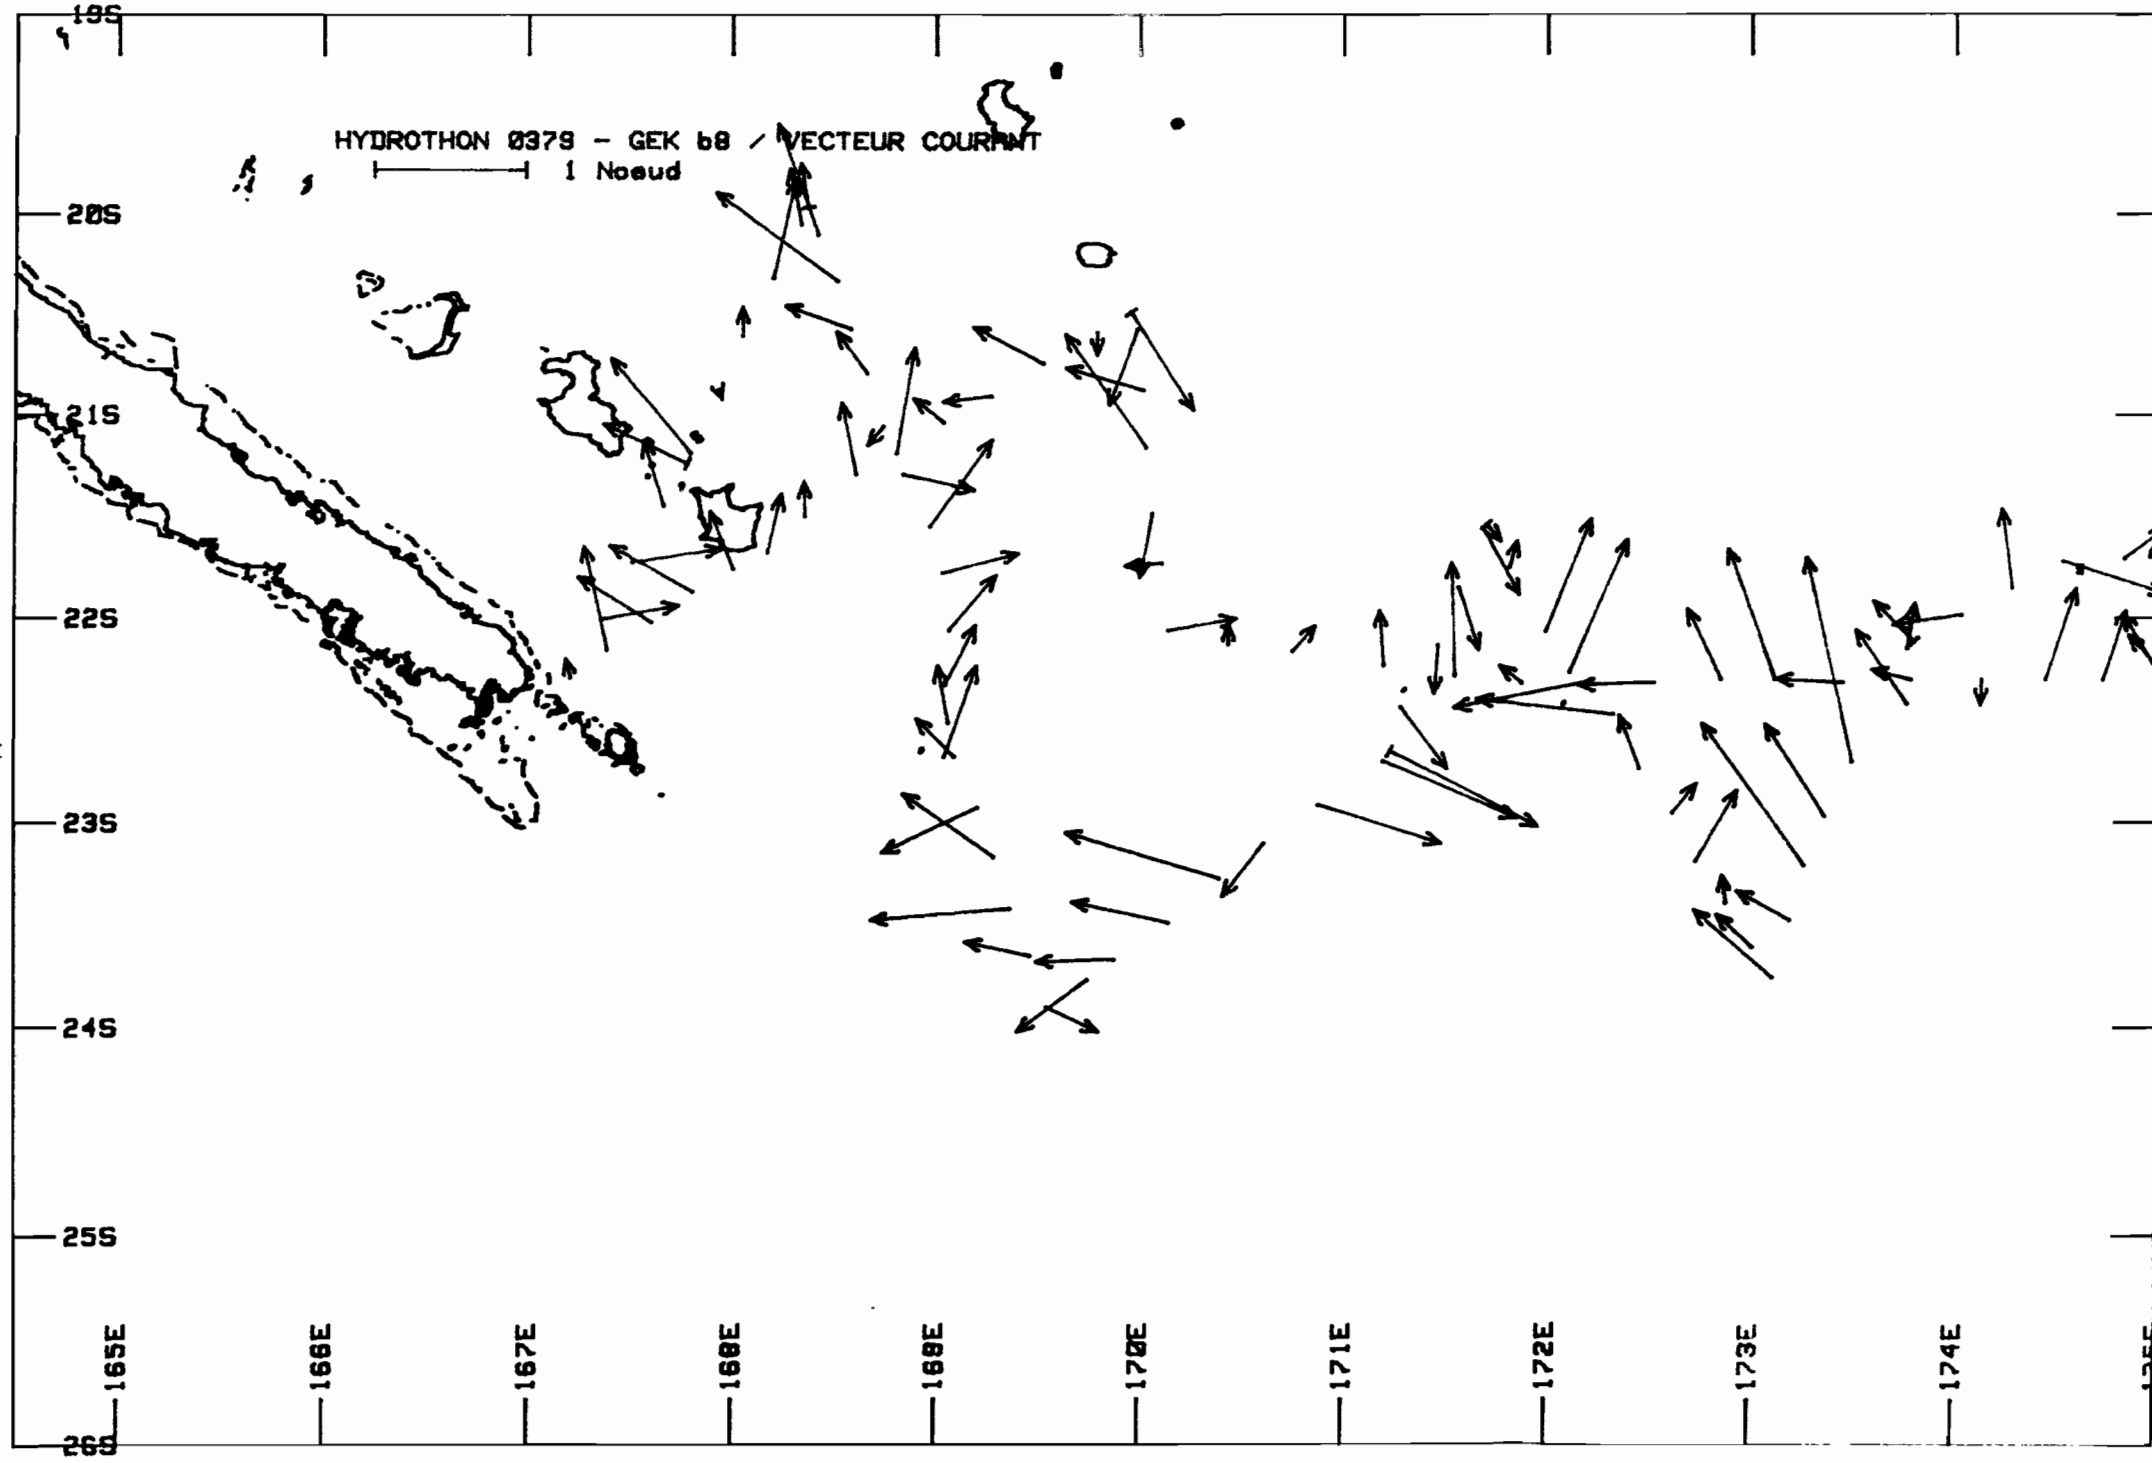 19S
HYDROTHON 0379 - GEK b8 / VECTEUR COURANT
1 Noeud
20S
21S
22S
23S
24S
25S
26S
165E
166E
167E
168E
169E
170E
171E
172E
173E
174E
175E